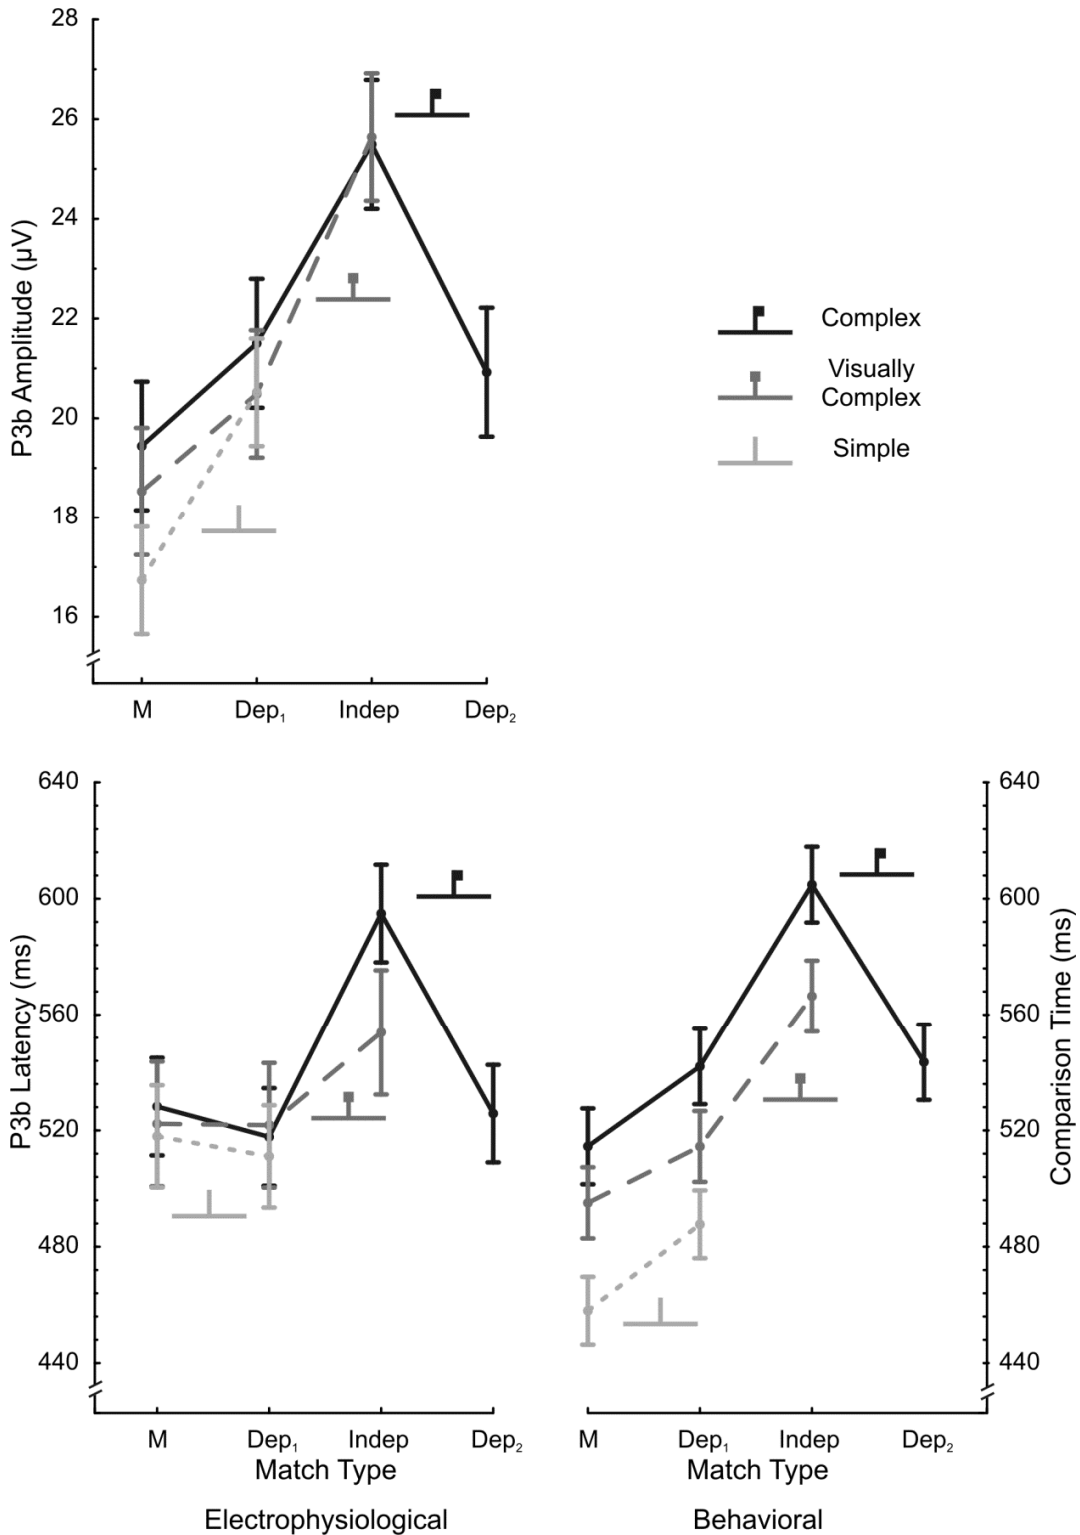 28
26
24
22
20
18
16
P3b Amplitude (µV)
M Dep₁ Indep Dep₂
Complex
Visually
Complex
Simple
640
600
560
520
480
440
P3b Latency (ms)
M Dep₁ Indep Dep₂
Match Type
Electrophysiological
640
600
560
520
480
440
Comparison Time (ms)
M Dep₁ Indep Dep₂
Match Type
Behavioral